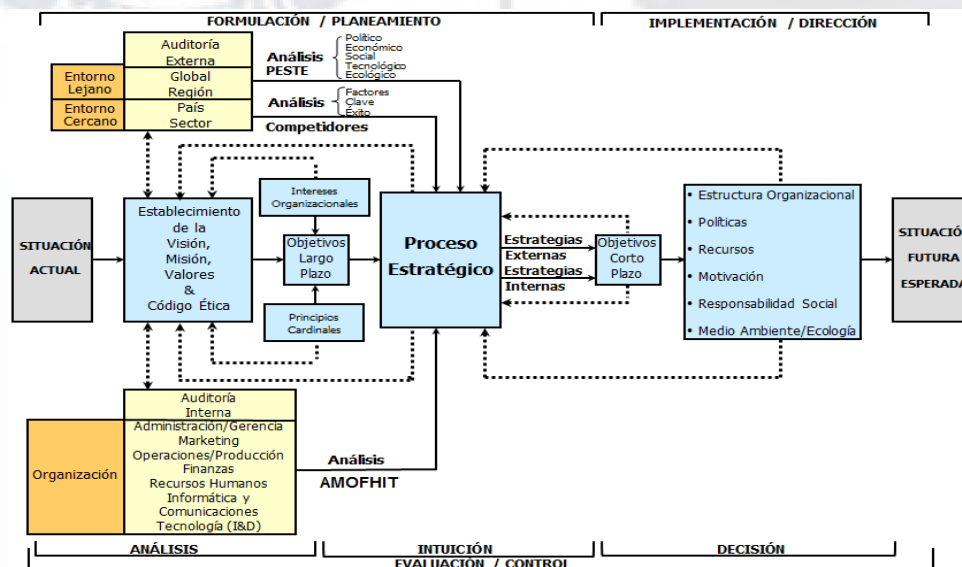 FORMULACIÓN / PLANEAMIENTO
IMPLEMENTACIÓN / DIRECCIÓN
Auditoría
Externa
Entorno
Lejano
Global
Región
Entorno
Cercano
País
Sector
Análisis
PESTE
Político
Económico
Social
Tecnológico
Ecológico
Análisis
Competidores
Factores
Clave
Éxito
SITUACIÓN
ACTUAL
Establecimiento
de la
Visión,
Misión,
Valores
&
Código Ética
Intereses
Organizacionales
Objetivos
Largo
Plazo
Principios
Cardinales
Proceso
Estratégico
Estrategias
Externas
Estrategias
Internas
Objetivos
Corto
Plazo
• Estructura Organizacional
• Políticas
• Recursos
• Motivación
• Responsabilidad Social
• Medio Ambiente/Ecología
SITUACIÓN
FUTURA
ESPERADA
Auditoría
Interna
Organización
Administración/Gerencia
Marketing
Operaciones/Producción
Finanzas
Recursos Humanos
Informática y
Comunicaciones
Tecnología (I&D)
Análisis
AMOFHIT
ANÁLISIS
INTUICIÓN
DECISIÓN
EVALUACIÓN / CONTROL